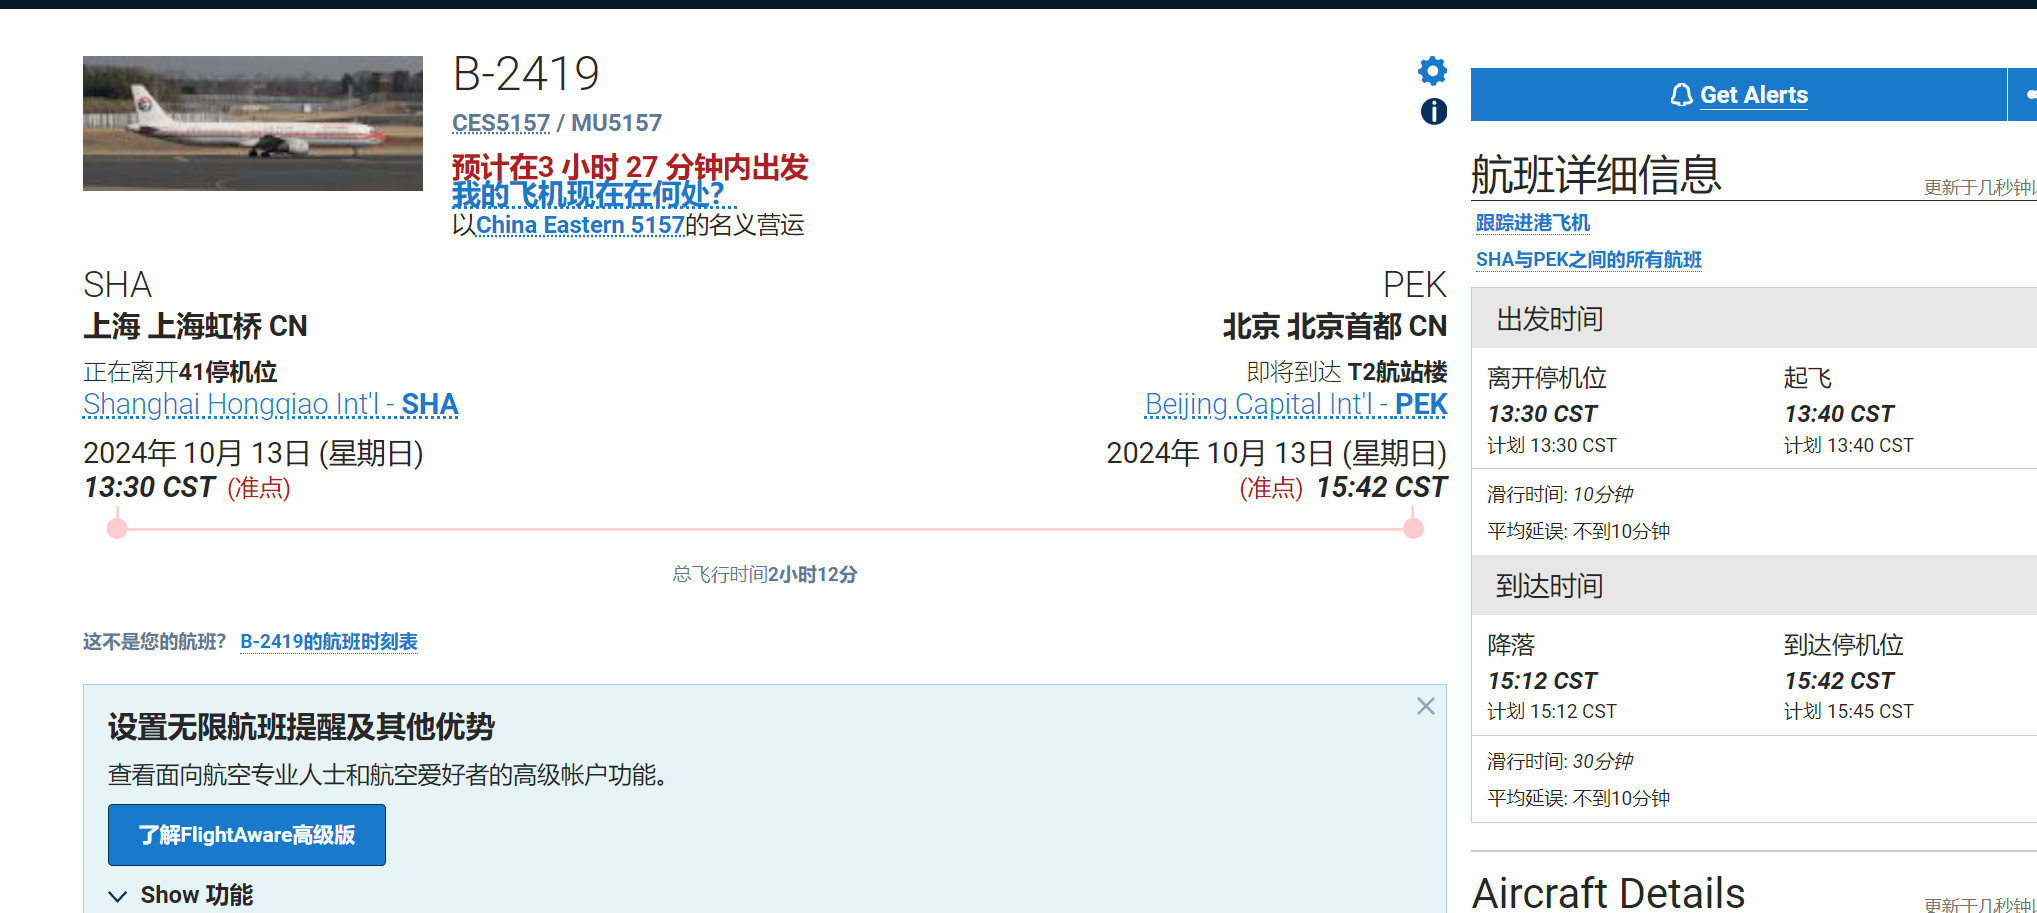 B-2419
CES5157 / MU5157
预计在3 小时 27 分钟内出发
我的飞机现在在何处?
以China Eastern 5157的名义营运
SHA
上海 上海虹桥 CN
正在离开41停机位
Shanghai Hongqiao Int'l - SHA
2024年 10月 13日 (星期日)
13:30 CST (准点)
PEK
北京 北京首都 CN
即将到达 T2航站楼
Beijing Capital Int'l - PEK
2024年 10月 13日 (星期日)
(准点) 15:42 CST
总飞行时间2小时12分
这不是您的航班? B-2419的航班时刻表
设置无限航班提醒及其他优势
查看面向航空专业人士和航空爱好者的高级帐户功能。
了解FlightAware高级版
Show 功能
Get Alerts
航班详细信息
更新于几秒钟
跟踪进港飞机
SHA与PEK之间的所有航班
出发时间
离开停机位 起飞
13:30 CST 13:40 CST
计划 13:30 CST 计划 13:40 CST
滑行时间: 10分钟
平均延误: 不到10分钟
到达时间
降落 到达停机位
15:12 CST 15:42 CST
计划 15:12 CST 计划 15:45 CST
滑行时间: 30分钟
平均延误: 不到10分钟
Aircraft Details
更新于几秒钟